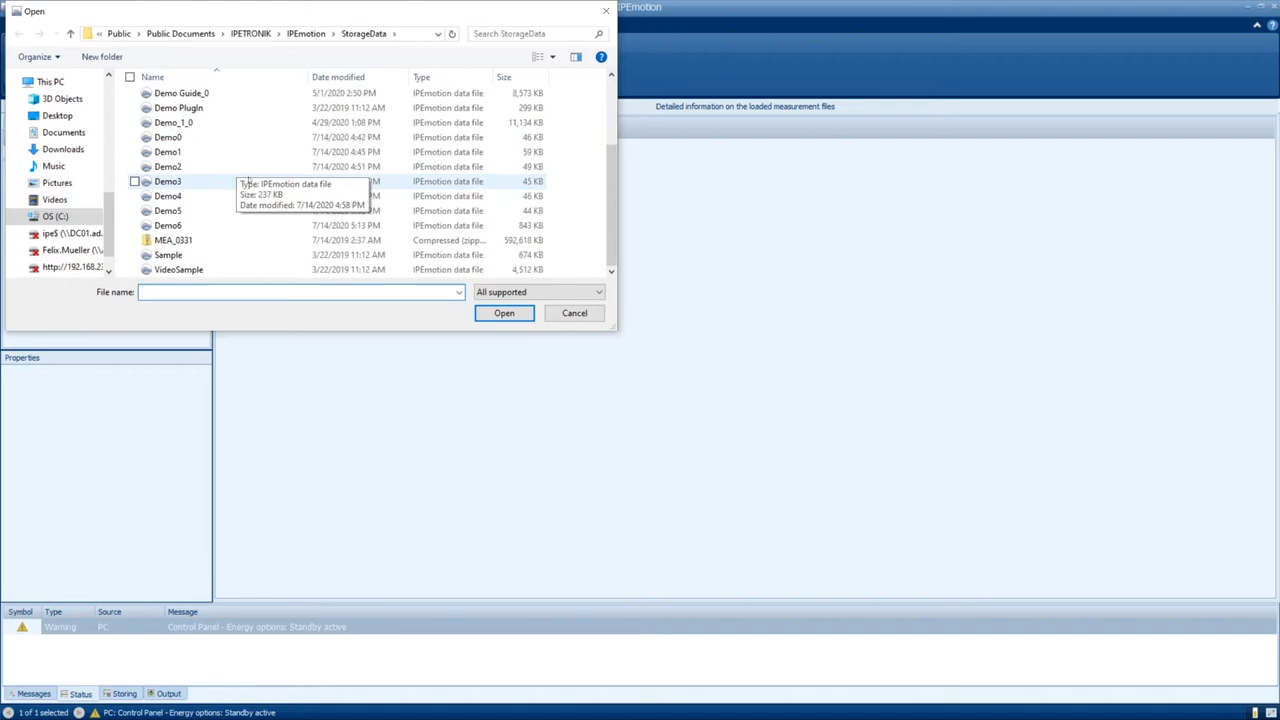 Open
IPEmotion
« Public › Public Documents › IPETRONIK › IPEmotion › StorageData ›
Search StorageData
Organize
New folder
Name
Date modified
Type
Size
This PC
3D Objects
Desktop
Documents
Downloads
Music
Pictures
Videos
OS (C:)
ipe$ (\\DC01.ad.
Felix.Mueller (\\
http://192.168.23
Demo Guide_0 5/1/2020 2:50 PM IPEmotion data file 8,573 KB
Demo PlugIn 3/22/2019 11:12 AM IPEmotion data file 299 KB
Demo_1_0 4/29/2020 1:08 PM IPEmotion data file 11,134 KB
Demo0 7/14/2020 4:42 PM IPEmotion data file 46 KB
Demo1 7/14/2020 4:45 PM IPEmotion data file 59 KB
Demo2 7/14/2020 4:51 PM IPEmotion data file 49 KB
Demo3 PM IPEmotion data file 45 KB
Demo4 PM IPEmotion data file 46 KB
Demo5 PM IPEmotion data file 44 KB
Demo6 7/14/2020 5:13 PM IPEmotion data file 843 KB
MEA_0331 7/14/2019 2:37 AM Compressed (zipp... 592,618 KB
Sample 3/22/2019 11:12 AM IPEmotion data file 674 KB
VideoSample 3/22/2019 11:12 AM IPEmotion data file 4,512 KB
Type: IPEmotion data file
Size: 237 KB
Date modified: 7/14/2020 4:58 PM
File name:
All supported
Open
Cancel
Detailed information on the loaded measurement files
Properties
Symbol Type Source Message
Warning PC Control Panel - Energy options: Standby active
Messages Status Storing Output
1 of 1 selected PC: Control Panel - Energy options: Standby active